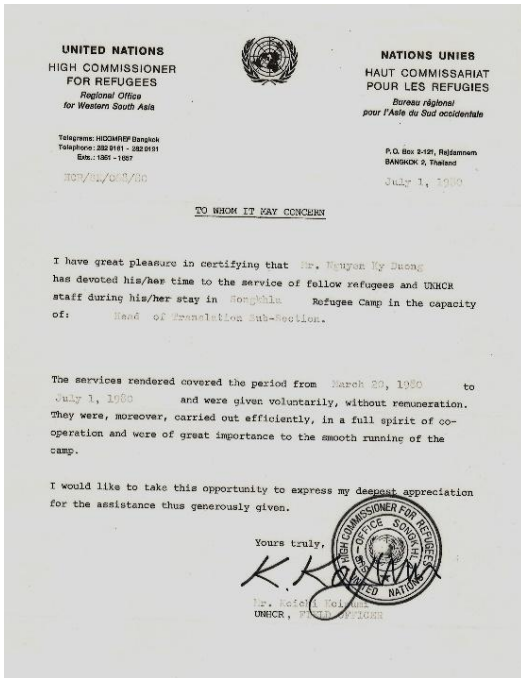 UNITED NATIONS
HIGH COMMISSIONER
FOR REFUGEES
Regional Office
for Western South Asia
Telegrams: HICOMREF Bangkok
Telephone: 282 9161 - 282 0191
Exts.: 1361 - 1657
HCR/SK/088/80
NATIONS UNIES
HAUT COMMISSARIAT
POUR LES REFUGIES
Bureau régional
pour l'Asie du Sud occidentale
P.O. Box 2-121, Rajdamnern
BANGKOK 2, Thailand
July 1, 1980
TO WHOM IT MAY CONCERN
I have great pleasure in certifying that Mr. Nguyen Ky Duong
has devoted his/her time to the service of fellow refugees and UNHCR
staff during his/her stay in Songkhla Refugee Camp in the capacity
of: Head of Translation Sub-Section.
The services rendered covered the period from March 20, 1980 to
July 1, 1980 and were given voluntarily, without remuneration.
They were, moreover, carried out efficiently, in a full spirit of co-
operation and were of great importance to the smooth running of the
camp.
I would like to take this opportunity to express my deepest appreciation
for the assistance thus generously given.
Yours truly,
HIGH COMMISSIONER FOR REFUGEES
SUB-OFFICE SONGKHLA
UNITED NATIONS
Mr. Koichi Koizumi
UNHCR, FIELD OFFICER